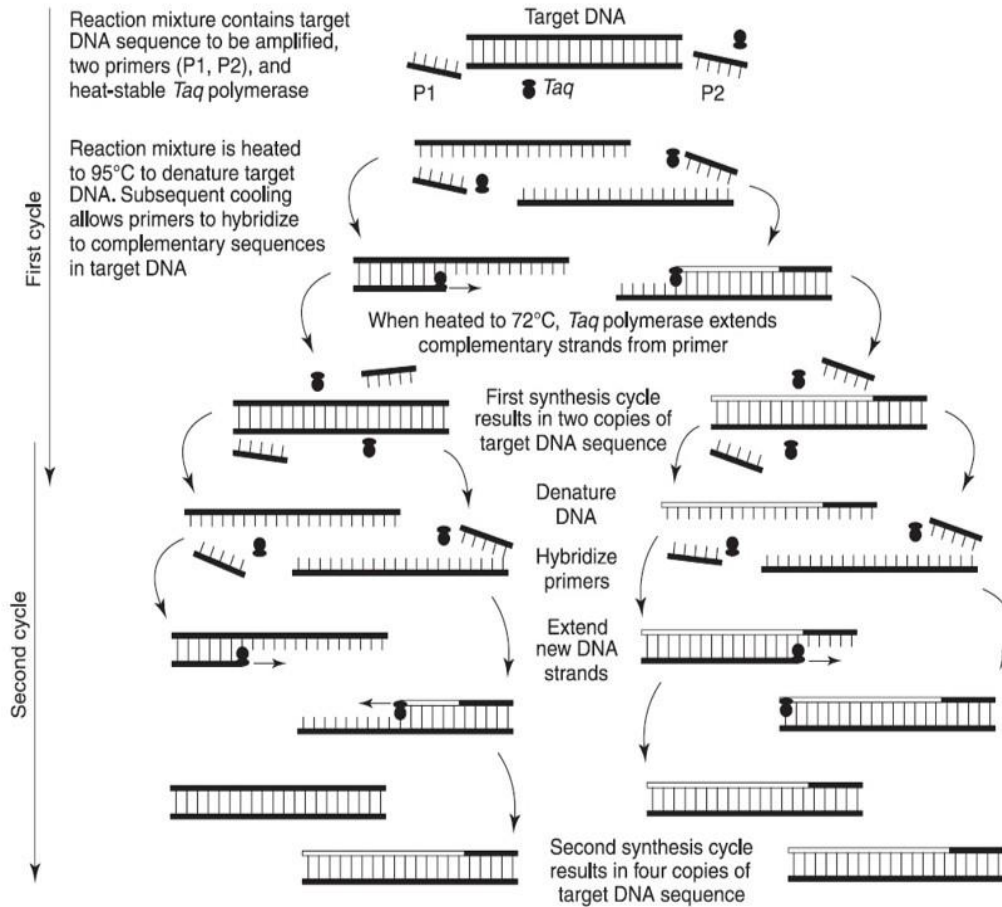 Reaction mixture contains target
DNA sequence to be amplified,
two primers (P1, P2), and
heat-stable Taq polymerase
Target DNA
P1
Taq
P2
Reaction mixture is heated
to 95°C to denature target
DNA. Subsequent cooling
allows primers to hybridize
to complementary sequences
in target DNA
First cycle
When heated to 72°C, Taq polymerase extends
complementary strands from primer
First synthesis cycle
results in two copies of
target DNA sequence
Denature
DNA
Hybridize
primers
Extend
new DNA
strands
Second cycle
Second synthesis cycle
results in four copies of
target DNA sequence